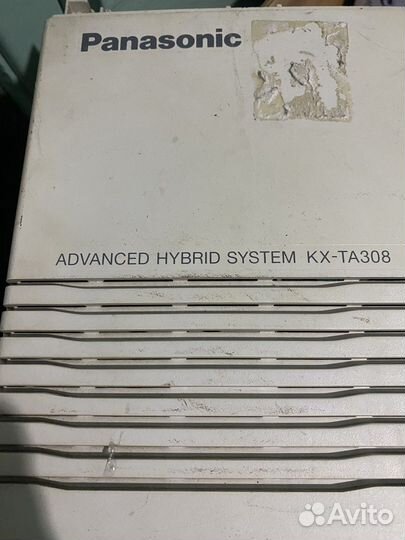 Panasonic
ADVANCED HYBRID SYSTEM KX-TA308
Avito